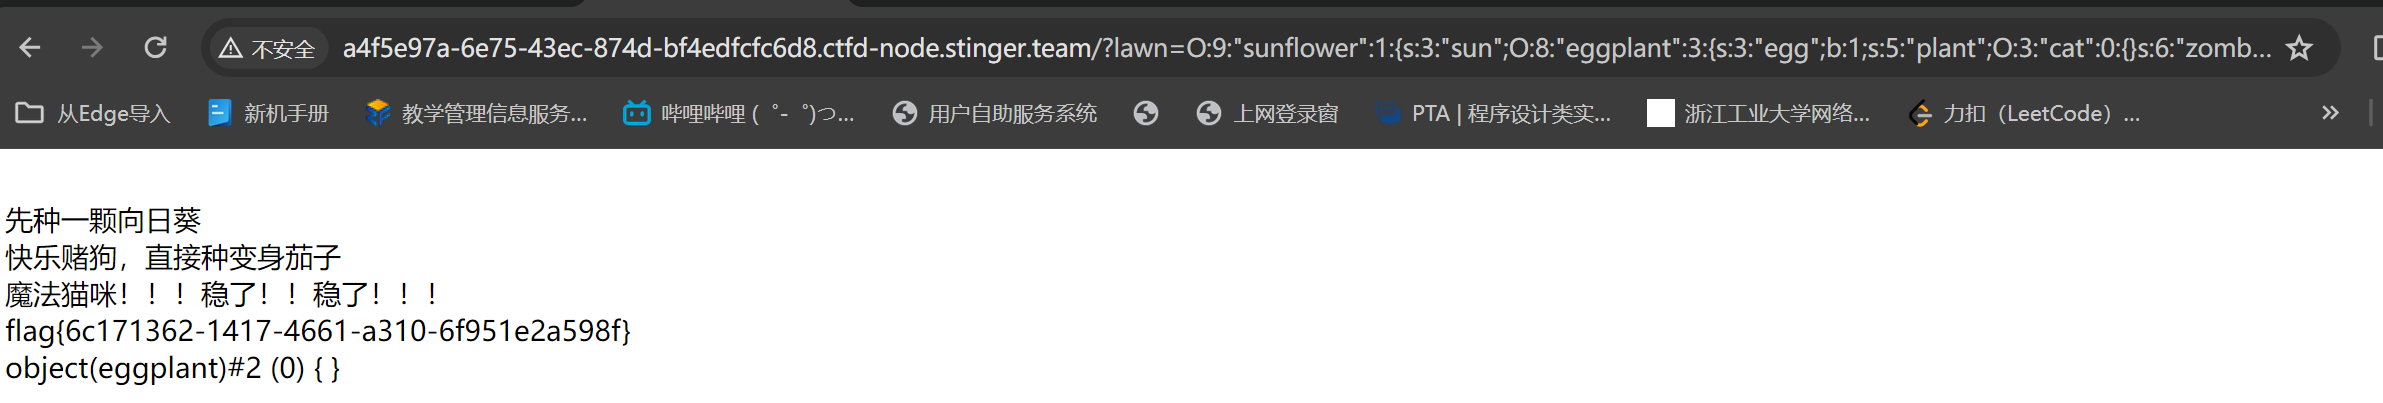 不安全 a4f5e97a-6e75-43ec-874d-bf4edfcfc6d8.ctfd-node.stinger.team/?lawn=O:9:"sunflower":1:{s:3:"sun";O:8:"eggplant":3:{s:3:"egg";b:1;s:5:"plant";O:3:"cat":0:{}s:6:"zomb...
从Edge导入 新机手册 教学管理信息服务... 哔哩哔哩 (゜-゜)つ... 用户自助服务系统 上网登录窗 PTA | 程序设计类实... 浙江工业大学网络... 力扣（LeetCode）...
先种一颗向日葵
快乐赌狗，直接种变身茄子
魔法猫咪！！！稳了！！稳了！！！
flag{6c171362-1417-4661-a310-6f951e2a598f}
object(eggplant)#2 (0) { }